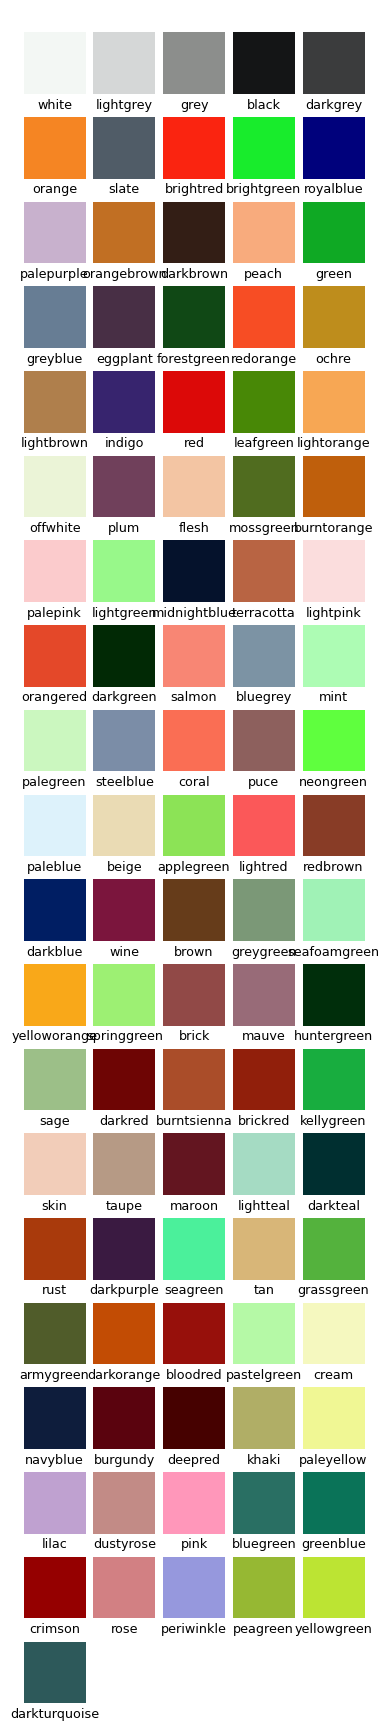 white lightgrey grey black darkgrey
orange slate brightred brightgreen royalblue
palepurple orangebrown darkbrown peach green
greyblue eggplant forestgreen redorange ochre
lightbrown indigo red leafgreen lightorange
offwhite plum flesh mossgreen burntorange
palepink lightgreen midnightblue terracotta lightpink
orangered darkgreen salmon bluegrey mint
palegreen steelblue coral puce neongreen
paleblue beige applegreen lightred redbrown
darkblue wine brown greygreen seafoamgreen
yelloworange springgreen brick mauve huntergreen
sage darkred burntsienna brickred kellygreen
skin taupe maroon lightteal darkteal
rust darkpurple seagreen tan grassgreen
armygreen darkorange bloodred pastelgreen cream
navyblue burgundy deepred khaki paleyellow
lilac dustyrose pink bluegreen greenblue
crimson rose periwinkle peagreen yellowgreen
darkturquoise